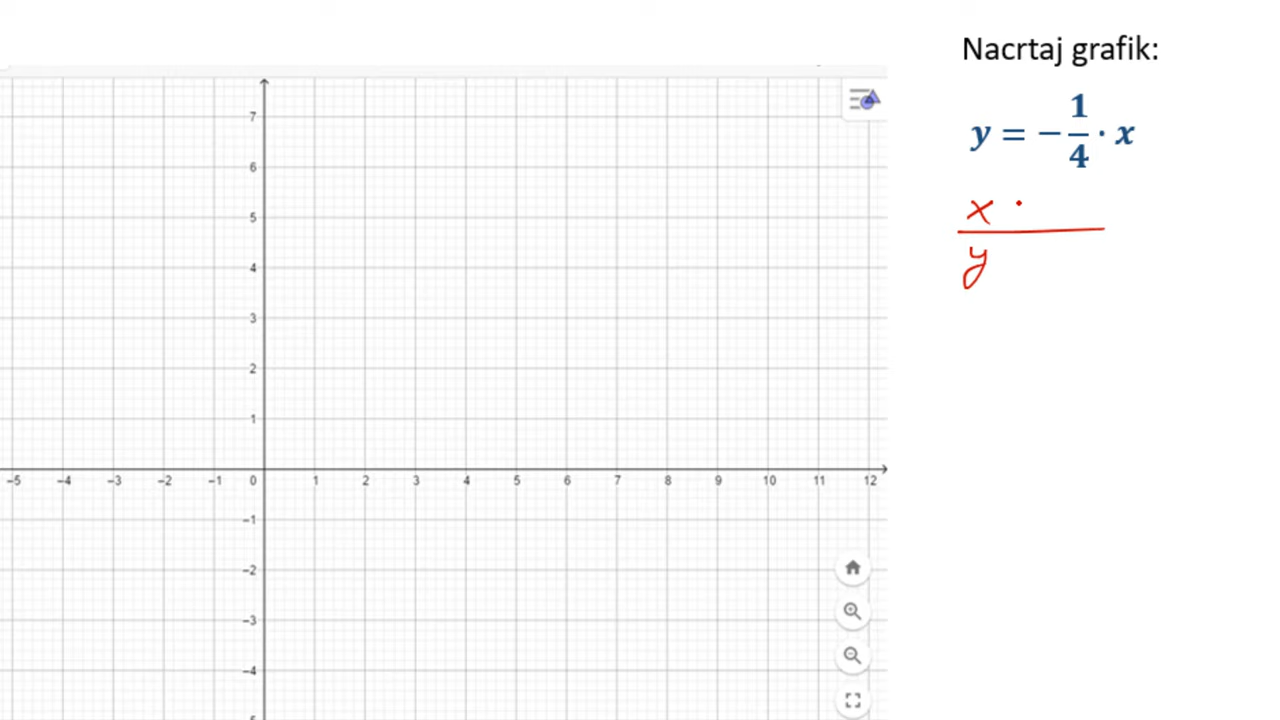 Nacrtaj grafik:
y = -1/4 · x
x ·
y
7
6
5
4
3
2
1
-5 -4 -3 -2 -1 0 1 2 3 4 5 6 7 8 9 10 11 12
-1
-2
-3
-4